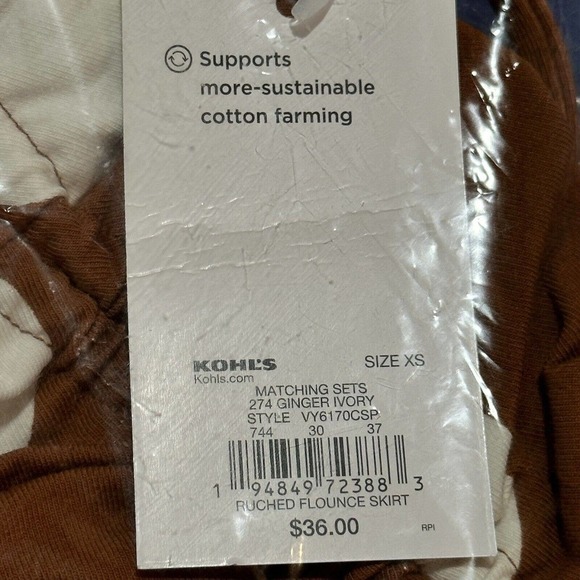 Supports
more-sustainable
cotton farming
KOHL'S SIZE XS
Kohls.com
MATCHING SETS
274 GINGER IVORY
STYLE VY6170CSP
744 30 37
1 94849 72388 3
RUCHED FLOUNCE SKIRT
$36.00 RPI